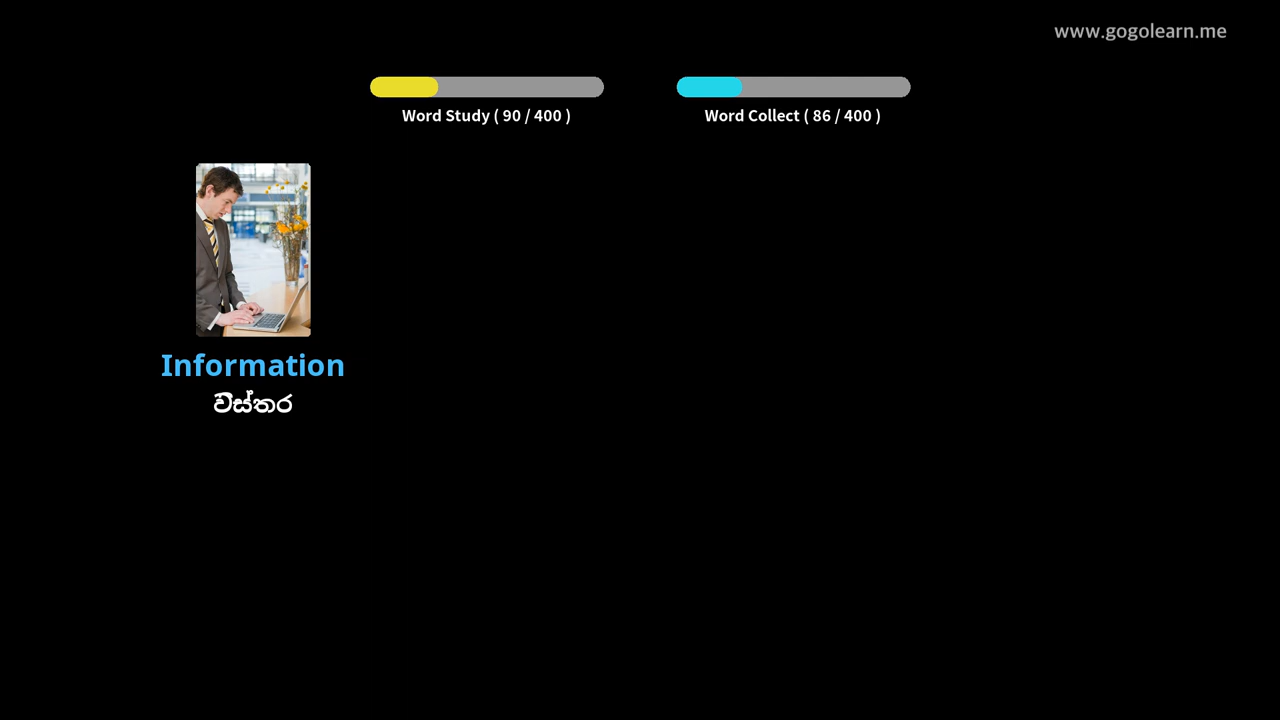 www.gogolearn.me
Word Study ( 90 / 400 )
Word Collect ( 86 / 400 )
Information
විස්තර